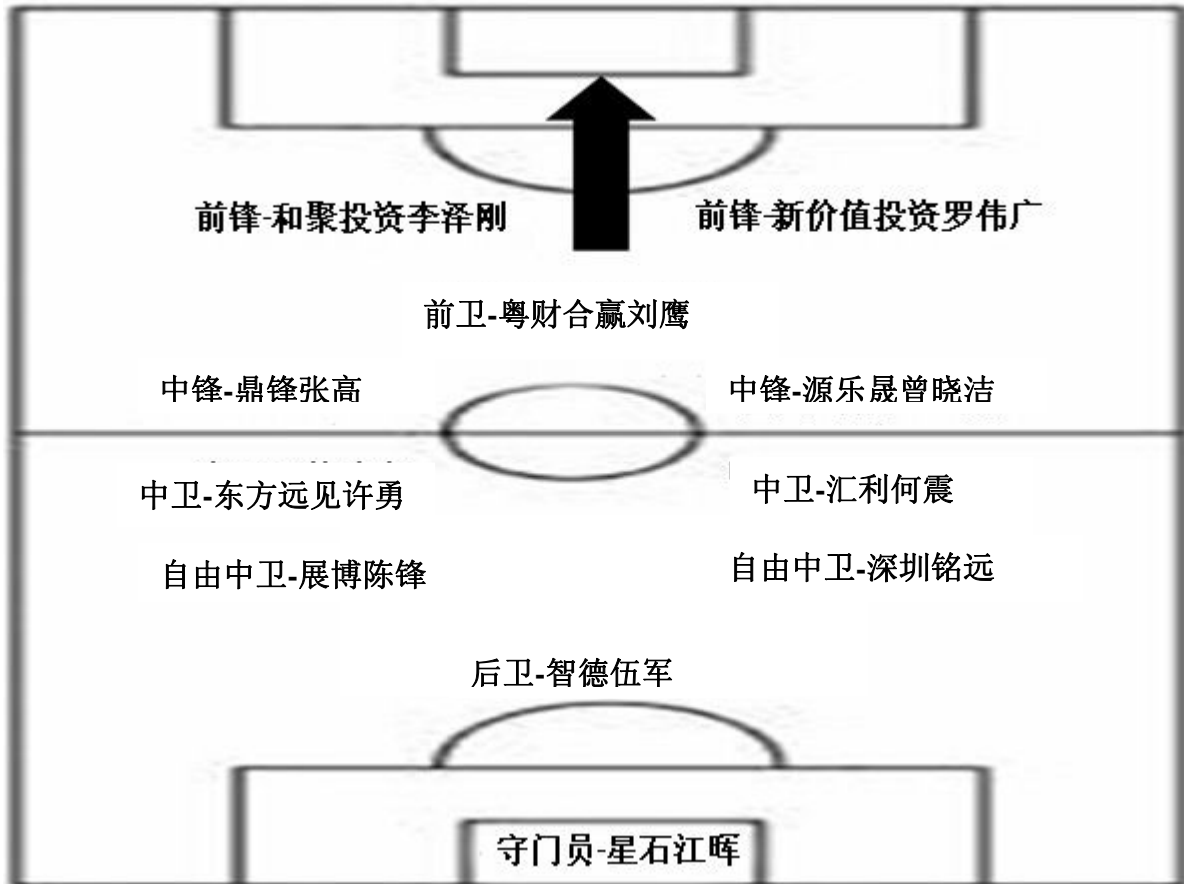 前锋-和聚投资李泽刚
前锋-新价值投资罗伟广
前卫-粤财合赢刘鹰
中锋-鼎锋张高
中锋-源乐晟曾晓洁
中卫-东方远见许勇
中卫-汇利何震
自由中卫-展博陈锋
自由中卫-深圳铭远
后卫-智德伍军
守门员-星石江晖